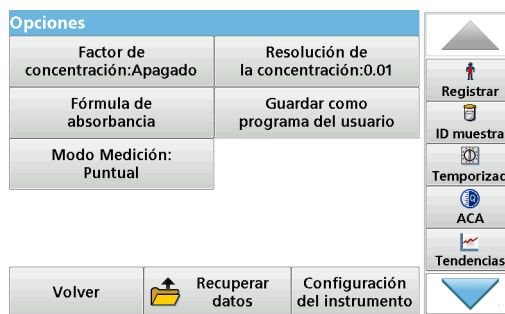 Opciones
Factor de
concentración:Apagado
Resolución de
la concentración:0.01
Fórmula de
absorbancia
Guardar como
programa del usuario
Modo Medición:
Puntual
Volver
Recuperar
datos
Configuración
del instrumento
Registrar
ID muestra
Temporizac
ACA
Tendencias